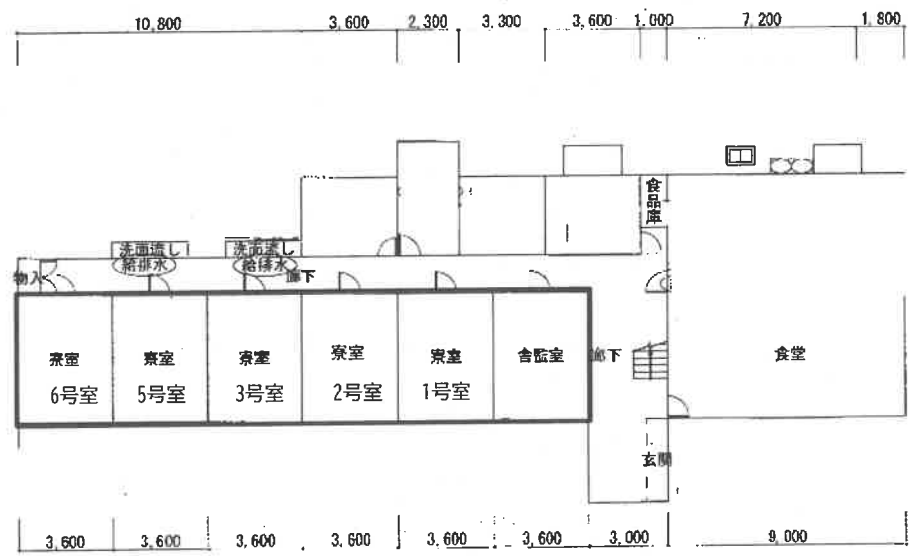 10,800 3,600 2,300 3,300 3,600 1,000 7,200 1,800
食品庫
洗面流し 洗面流し
給排水 給排水
物入 廊下
寮室 寮室 寮室 寮室 寮室 舎監室 廊下 食堂
6号室 5号室 3号室 2号室 1号室
玄関
3,600 3,600 3,600 3,600 3,600 3,600 3,000 9,000